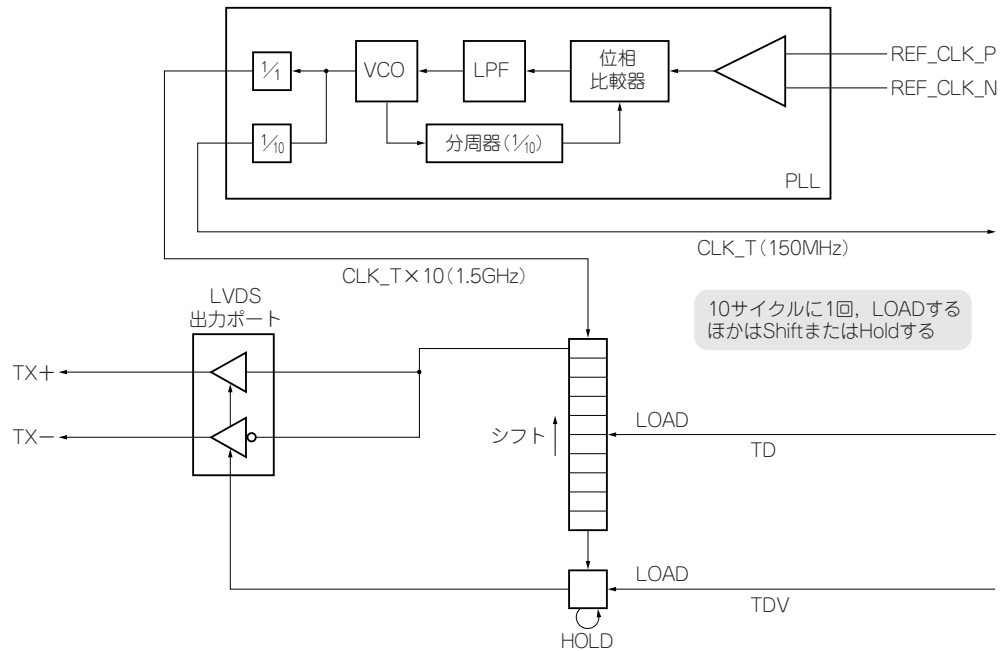 1/1
VCO
LPF
位相
比較器
REF_CLK_P
REF_CLK_N
1/10
分周器(1/10)
PLL
CLK_T(150MHz)
CLK_T×10(1.5GHz)
10サイクルに1回，LOADする
ほかはShiftまたはHoldする
LVDS
出力ポート
TX+
TX−
シフト
LOAD
TD
LOAD
TDV
HOLD